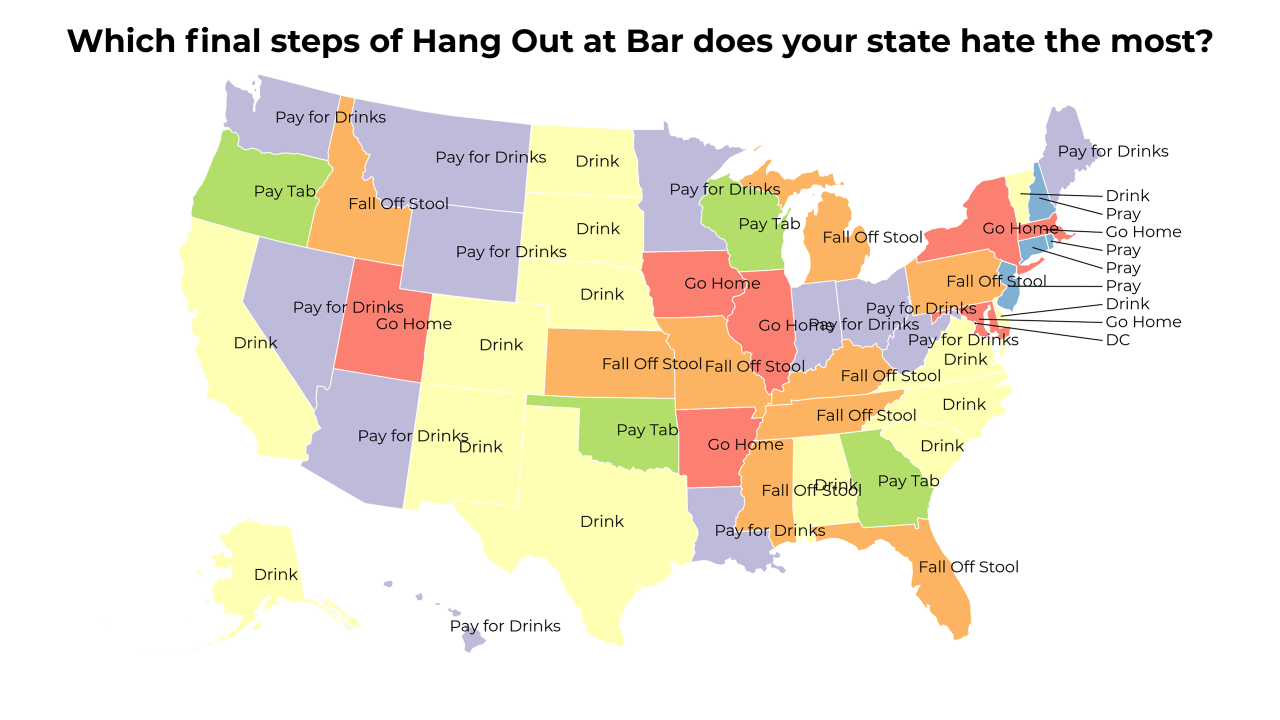 Which final steps of Hang Out at Bar does your state hate the most?
Pay for Drinks
Pay for Drinks
Drink
Pay for Drinks
Pay for Drinks
Pay Tab
Fall Off Stool
Drink
Pay Tab
Drink
Pray
Go Home
Go Home
Fall Off Stool
Pay for Drinks
Pray
Pray
Pray
Go Home
Drink
Fall Off Stool
Drink
Pay for Drinks
Go Home
Go Home
Pay for Drinks
Pay for Drinks
Go Home
DC
Drink
Drink
Pay for Drinks
Drink
Fall Off Stool
Fall Off Stool
Fall Off Stool
Drink
Fall Off Stool
Pay Tab
Pay for Drinks
Drink
Go Home
Drink
Drink
Fall Off Stool
Pay Tab
Drink
Pay for Drinks
Fall Off Stool
Drink
Pay for Drinks